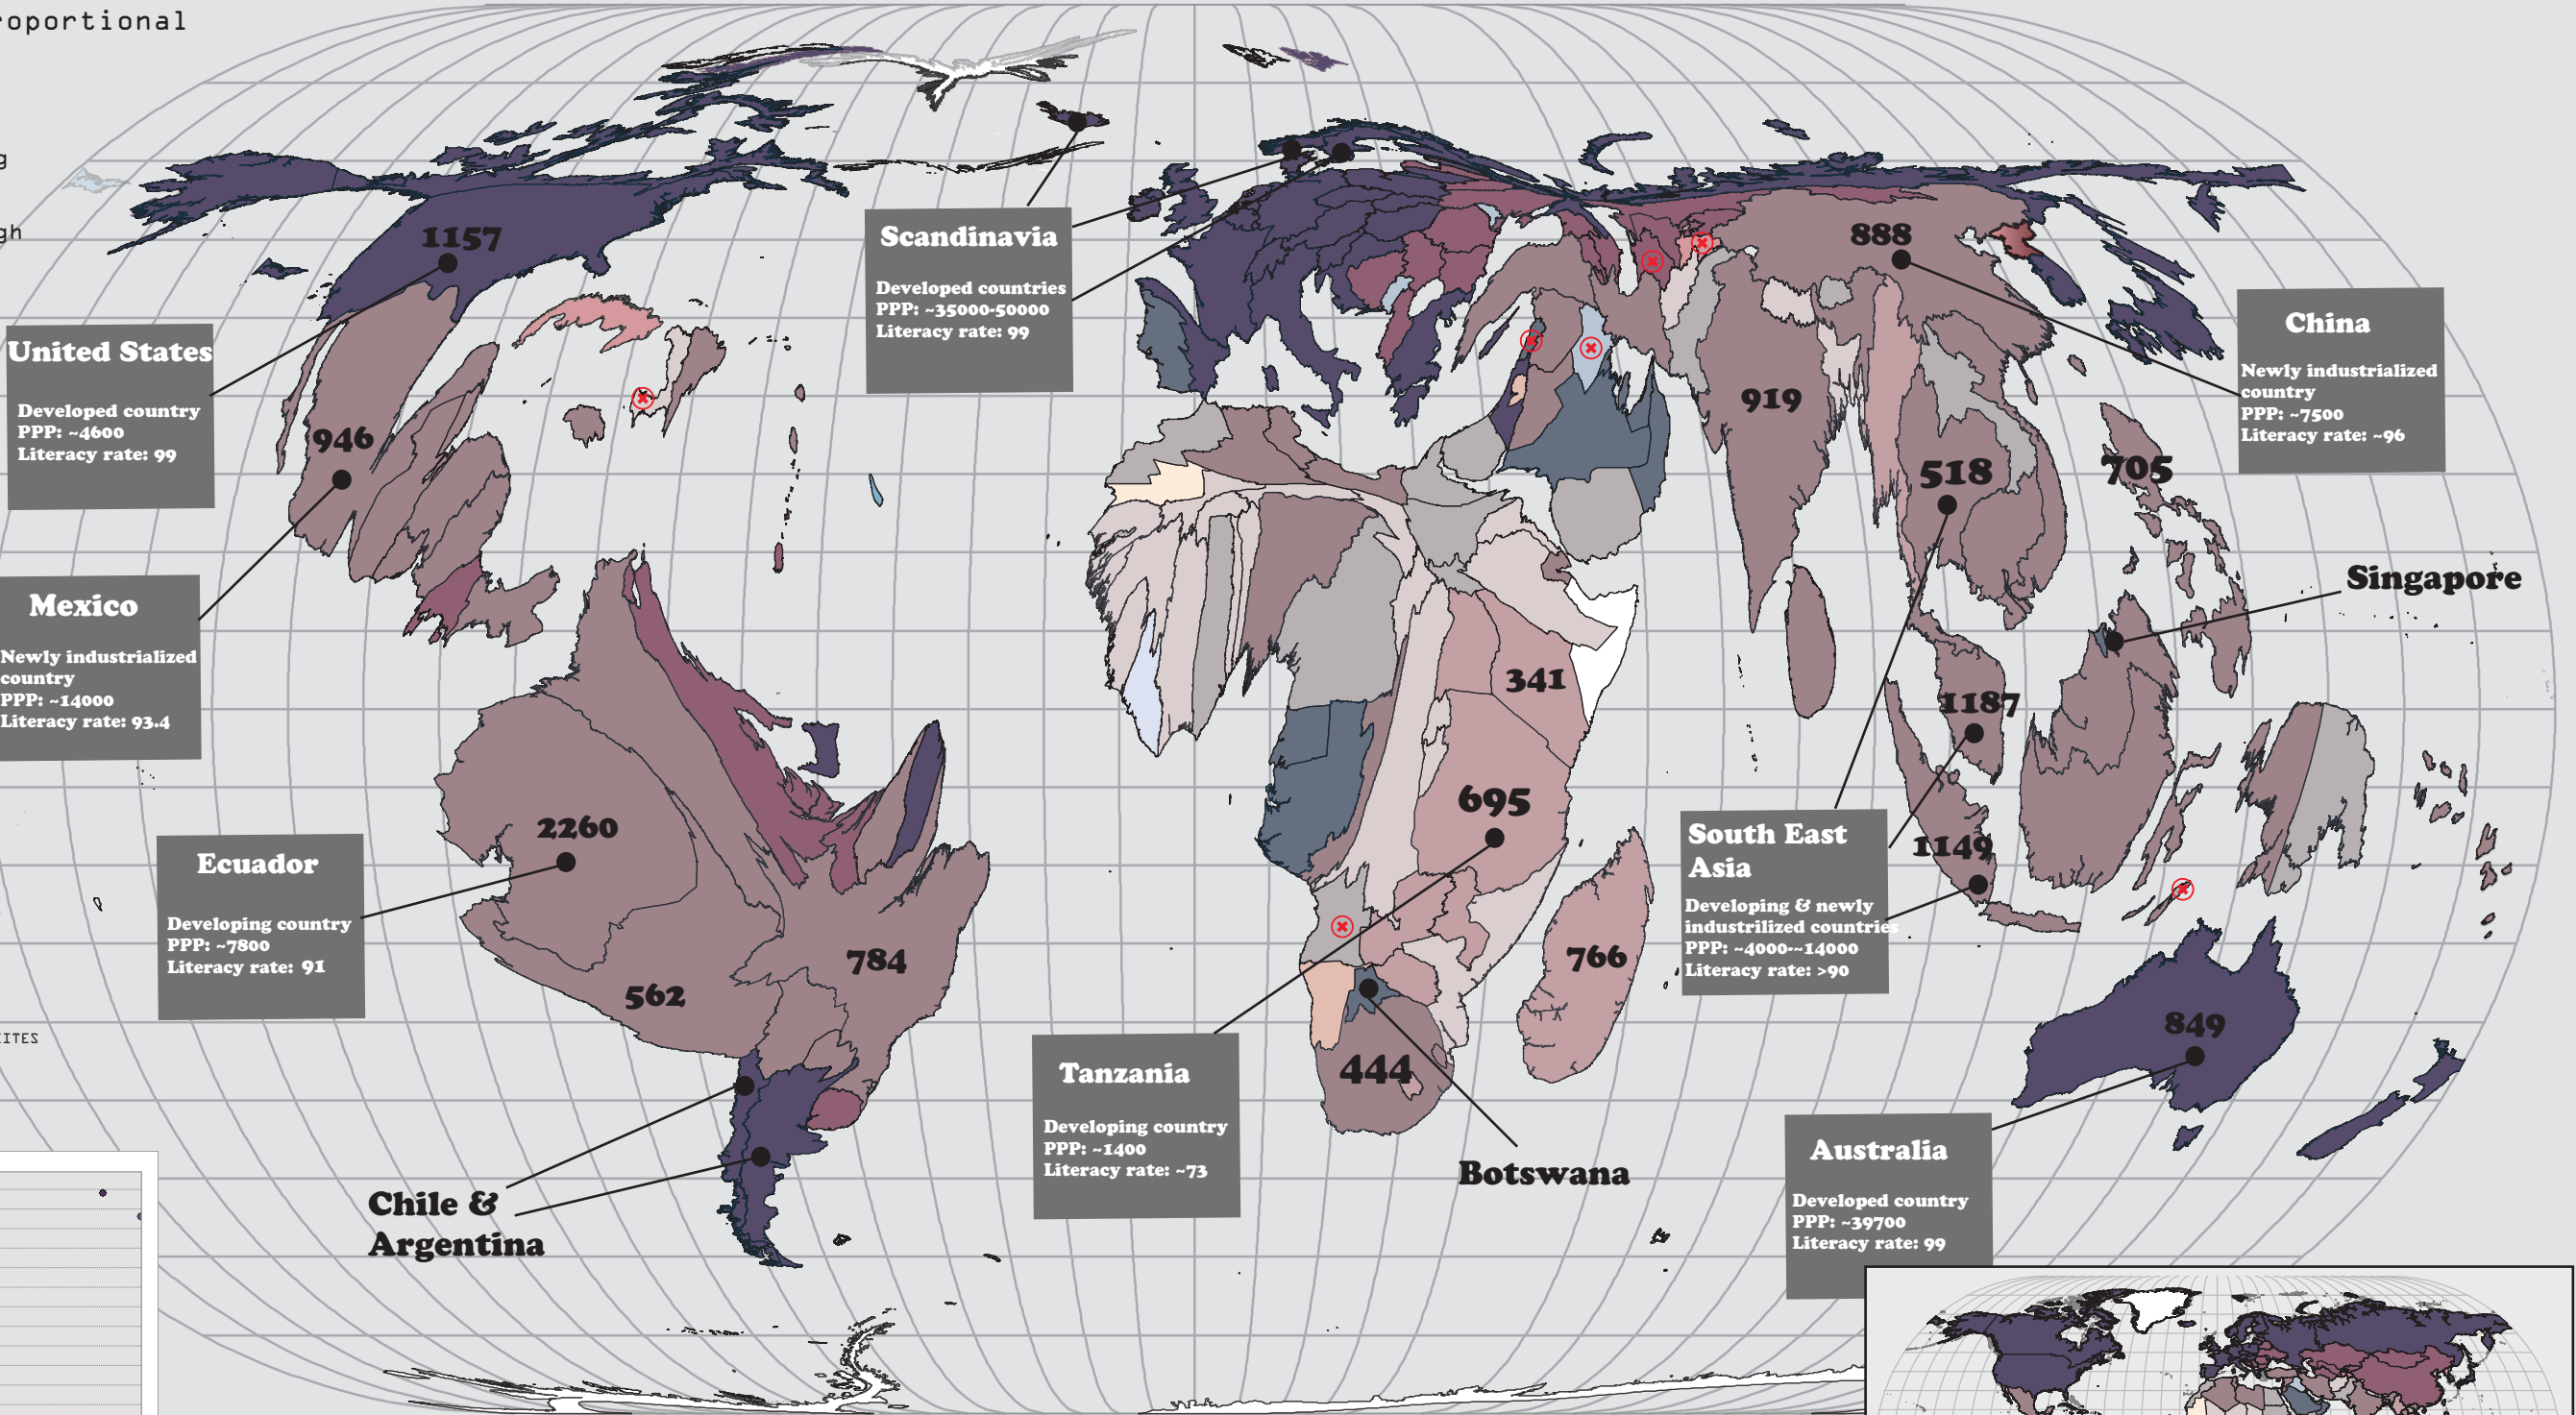 roportional
g
gh
1157
888
Scandinavia
Developed countries
PPP: ~35000-50000
Literacy rate: 99
China
Newly industrialized
country
PPP: ~7500
Literacy rate: ~96
United States
Developed country
PPP: ~4600
Literacy rate: 99
946
919
518
705
Singapore
Mexico
Newly industrialized
country
PPP: ~14000
Literacy rate: 93.4
341
1187
695
2260
South East
Asia
Developing & newly
industrilized countries
PPP: ~4000-~14000
Literacy rate: >90
1149
Ecuador
Developing country
PPP: ~7800
Literacy rate: 91
784
766
562
849
ITES
Tanzania
Developing country
PPP: ~1400
Literacy rate: ~73
444
Botswana
Australia
Developed country
PPP: ~39700
Literacy rate: 99
Chile &
Argentina